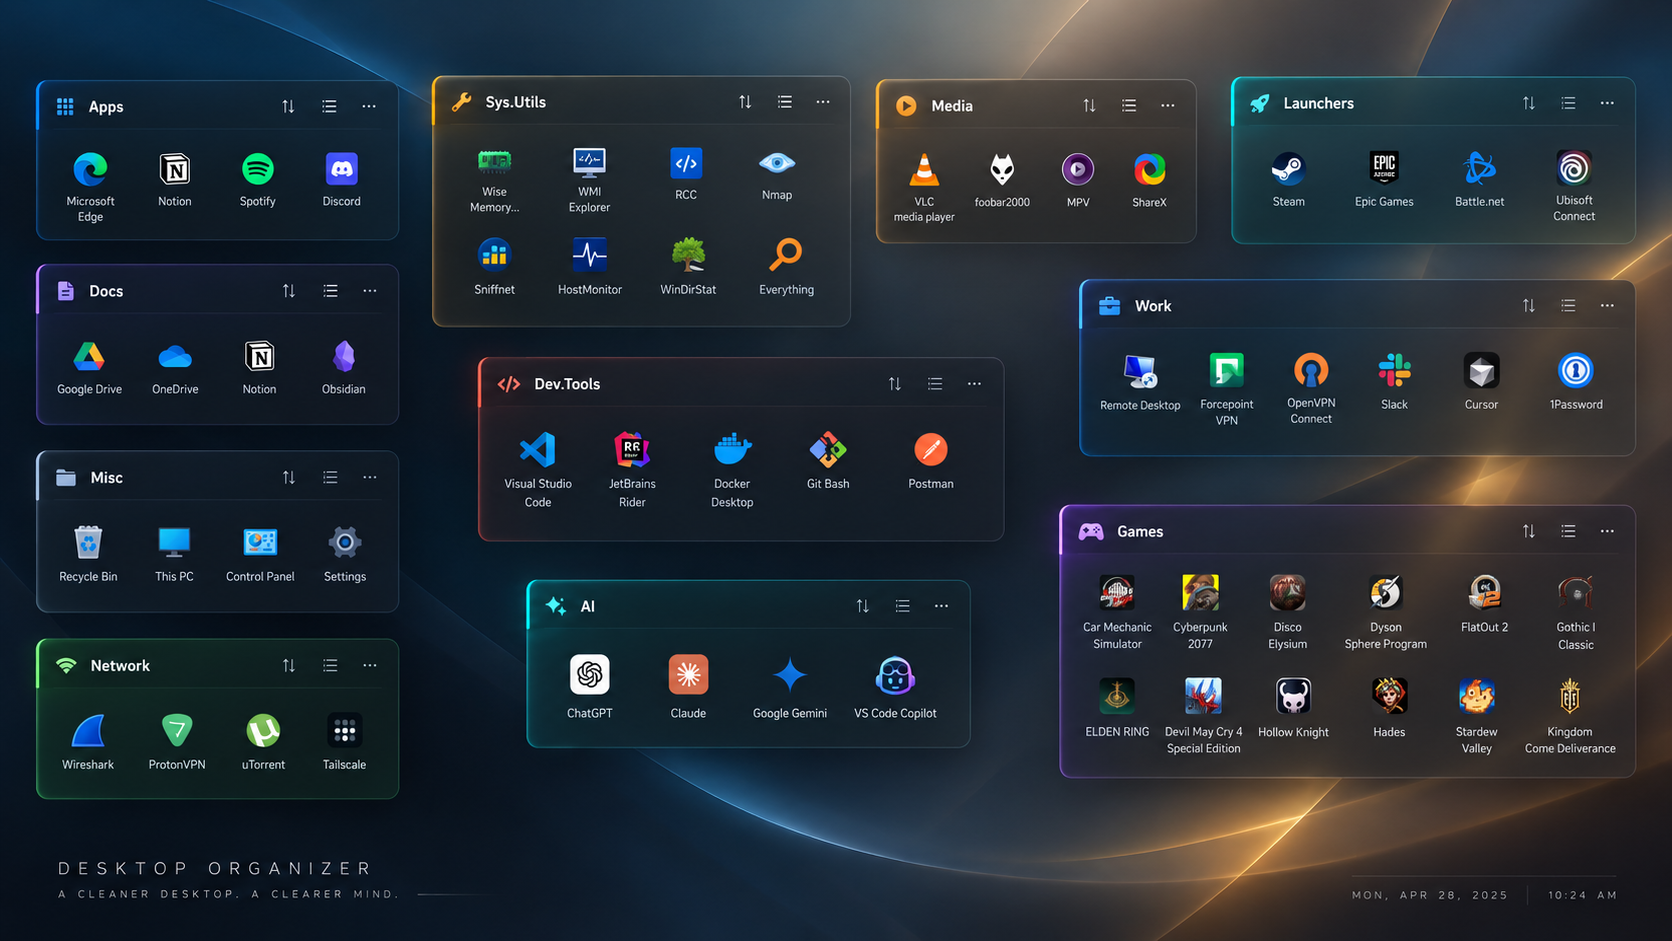 Apps
Microsoft
Edge
Notion
Spotify
Discord
Docs
Google Drive
OneDrive
Notion
Obsidian
Misc
Recycle Bin
This PC
Control Panel
Settings
Network
Wireshark
ProtonVPN
uTorrent
Tailscale
Sys.Utils
Wise
Memory...
WMI
Explorer
RCC
Nmap
Sniffnet
HostMonitor
WinDirStat
Everything
Dev.Tools
Visual Studio
Code
JetBrains
Rider
Docker
Desktop
Git Bash
Postman
AI
ChatGPT
Claude
Google Gemini
VS Code Copilot
Media
VLC
media player
foobar2000
MPV
ShareX
Launchers
Steam
EPIC
Epic Games
Battle.net
Ubisoft
Connect
Work
Remote Desktop
Forcepoint
VPN
OpenVPN
Connect
Slack
Cursor
1Password
Games
Car Mechanic
Simulator
Cyberpunk
2077
Disco
Elysium
Dyson
Sphere Program
FlatOut 2
Gothic I
Classic
ELDEN RING
Devil May Cry 4
Special Edition
Hollow Knight
Hades
Stardew
Valley
Kingdom
Come Deliverance
DESKTOP ORGANIZER
A CLEANER DESKTOP. A CLEARER MIND.
MON, APR 28, 2025
10:24 AM